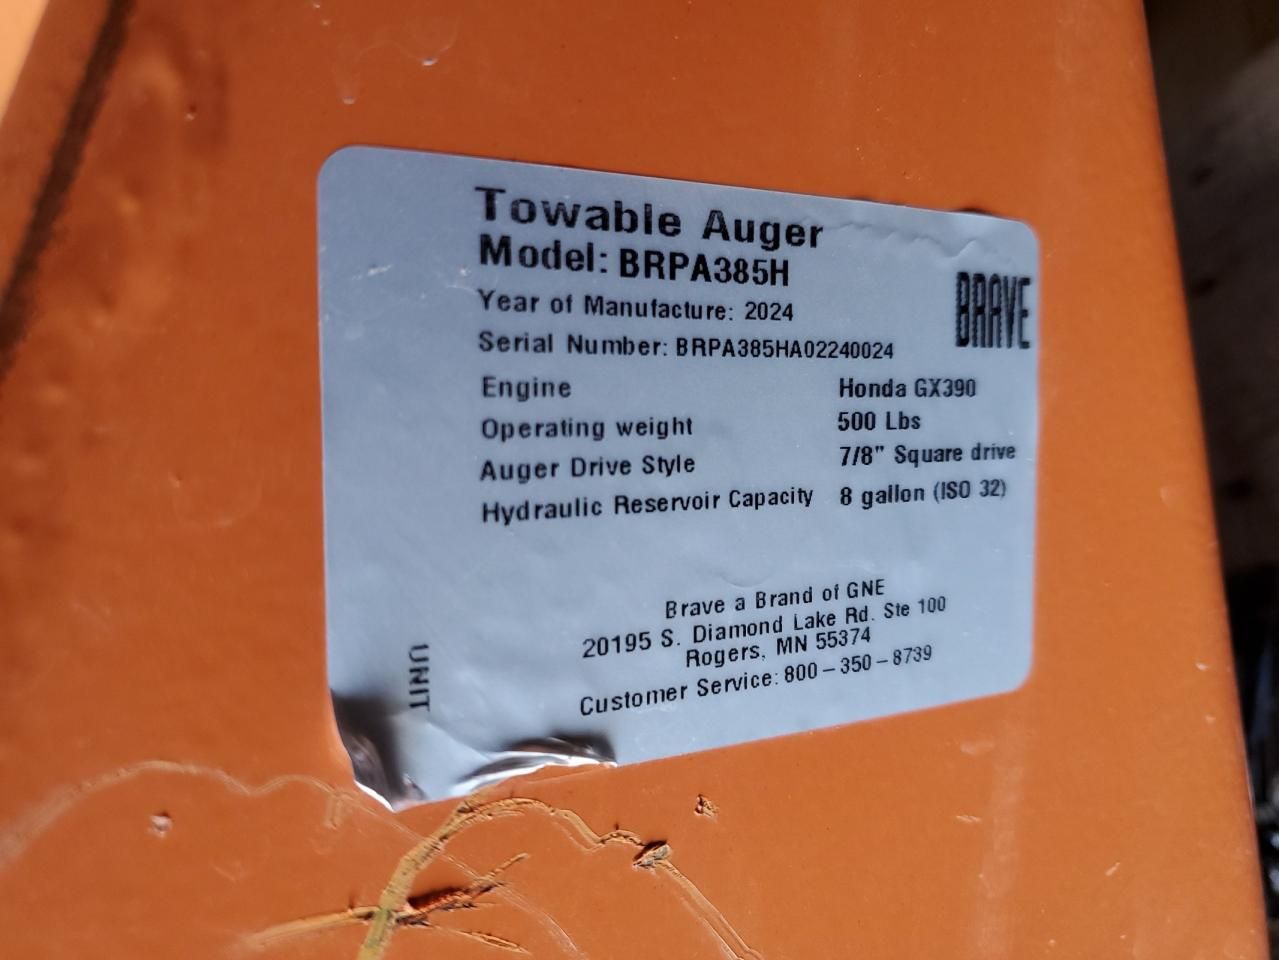 Towable Auger
Model: BRPA385H
BRAVE
Year of Manufacture: 2024
Serial Number: BRPA385HA02240024
Engine Honda GX390
Operating weight 500 Lbs
Auger Drive Style 7/8" Square drive
Hydraulic Reservoir Capacity 8 gallon (ISO 32)
Brave a Brand of GNE
20195 S. Diamond Lake Rd. Ste 100
Rogers, MN 55374
Customer Service: 800-350-8739
UNIT